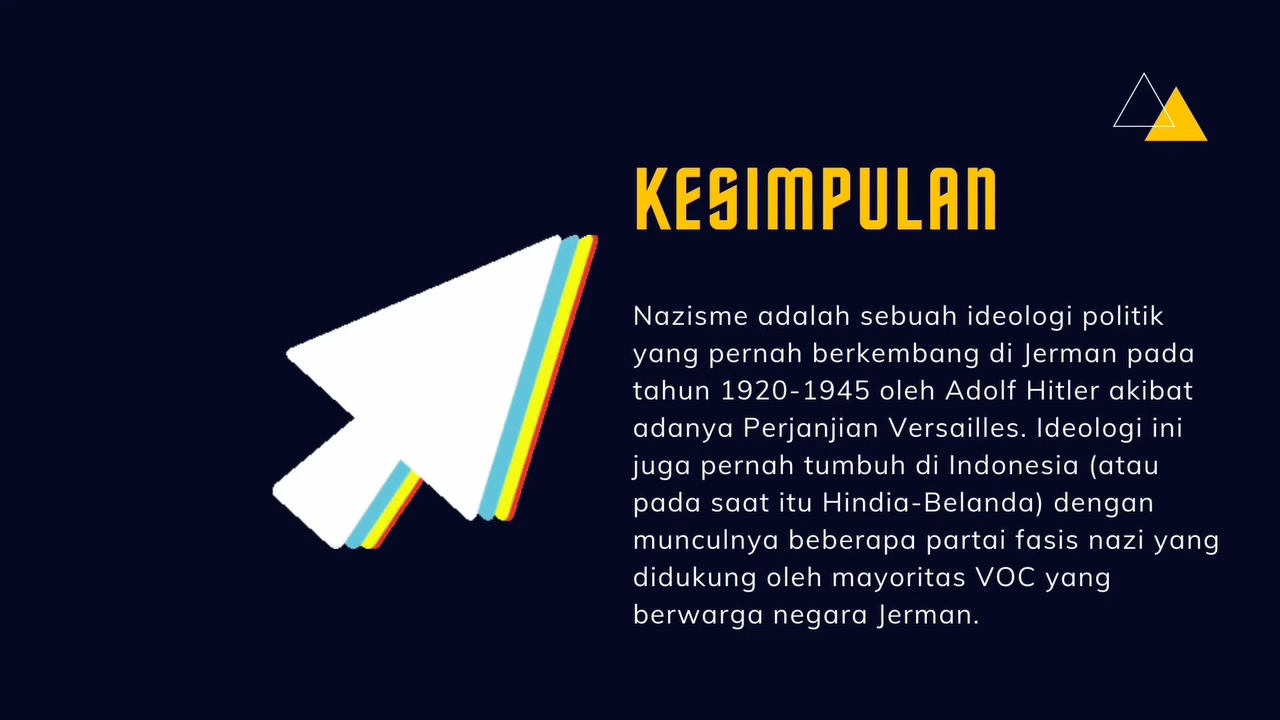 KESIMPULAN
Nazisme adalah sebuah ideologi politik
yang pernah berkembang di Jerman pada
tahun 1920-1945 oleh Adolf Hitler akibat
adanya Perjanjian Versailles. Ideologi ini
juga pernah tumbuh di Indonesia (atau
pada saat itu Hindia-Belanda) dengan
munculnya beberapa partai fasis nazi yang
didukung oleh mayoritas VOC yang
berwarga negara Jerman.